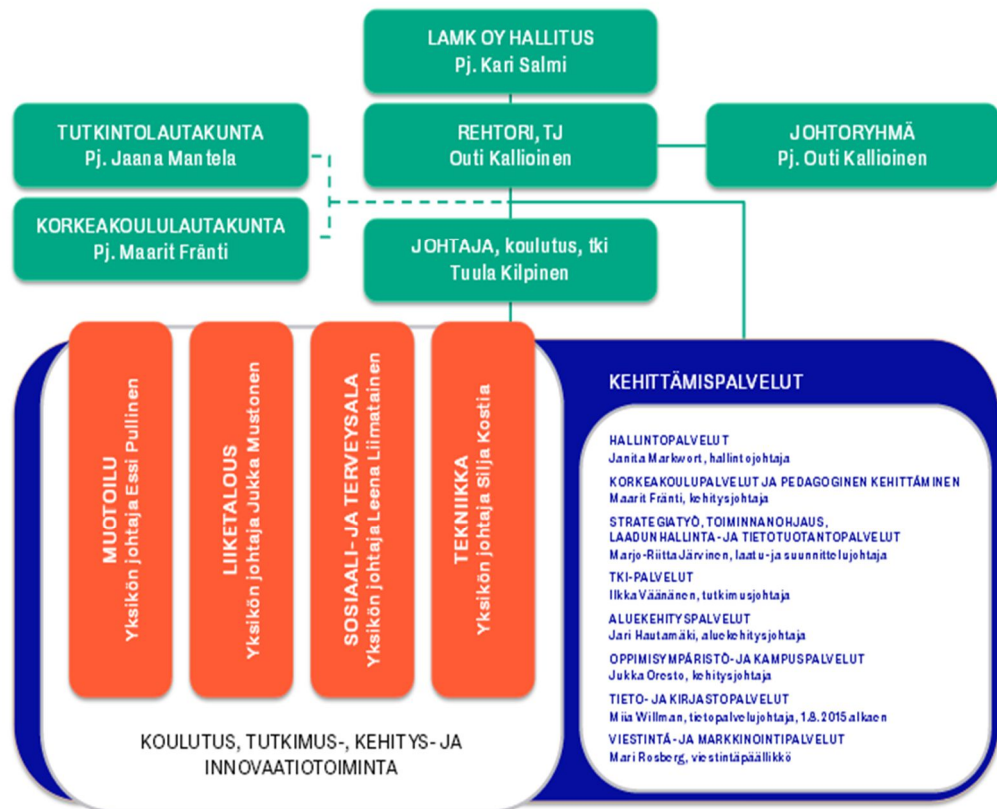 LAMK OY HALLITUS
Pj. Kari Salmi
TUTKINTOLAUTAKUNTA
Pj. Jaana Mantela
REHTORI, TJ
Outi Kallioinen
JOHTORYHMÄ
Pj. Outi Kallioinen
KORKEAKOULULAUTAKUNTA
Pj. Maarit Fränti
JOHTAJA, koulutus, tki
Tuula Kilpinen
MUOTOILU
Yksikön johtaja Essi Pullinen
LIIKETALOUS
Yksikön johtaja Jukka Mustonen
SOSIAALI- JA TERVEYSALA
Yksikön johtaja Leena Liimatainen
TEKNIIKKA
Yksikön johtaja Silja Kostia
KOULUTUS, TUTKIMUS-, KEHITYS- JA
INNOVAATIOTOIMINTA
KEHITTÄMISPALVELUT
HALLINTOPALVELUT
Janita Markwort, hallintojohtaja
KORKEAKOULUPALVELUT JA PEDAGOGINEN KEHITTÄMINEN
Maarit Fränti, kehitysjohtaja
STRATEGIATYÖ, TOIMINNANOHJAUS,
LAADUNHALLINTA- JA TIETOTUOTANTOPALVELUT
Marjo-Riitta Järvinen, laatu- ja suunnittelujohtaja
TKI-PALVELUT
Ilkka Väänänen, tutkimusjohtaja
ALUEKEHITYSPALVELUT
Jari Hautamäki, aluekehitysjohtaja
OPPIMISYMPÄRISTÖ- JA KAMPUSPALVELUT
Jukka Oresto, kehitysjohtaja
TIETO- JA KIRJASTOPALVELUT
Miia Willman, tietopalvelujohtaja, 1.8.2015 alkaen
VIESTINTÄ- JA MARKKINOINTIPALVELUT
Mari Rosberg, viestintäpäällikkö